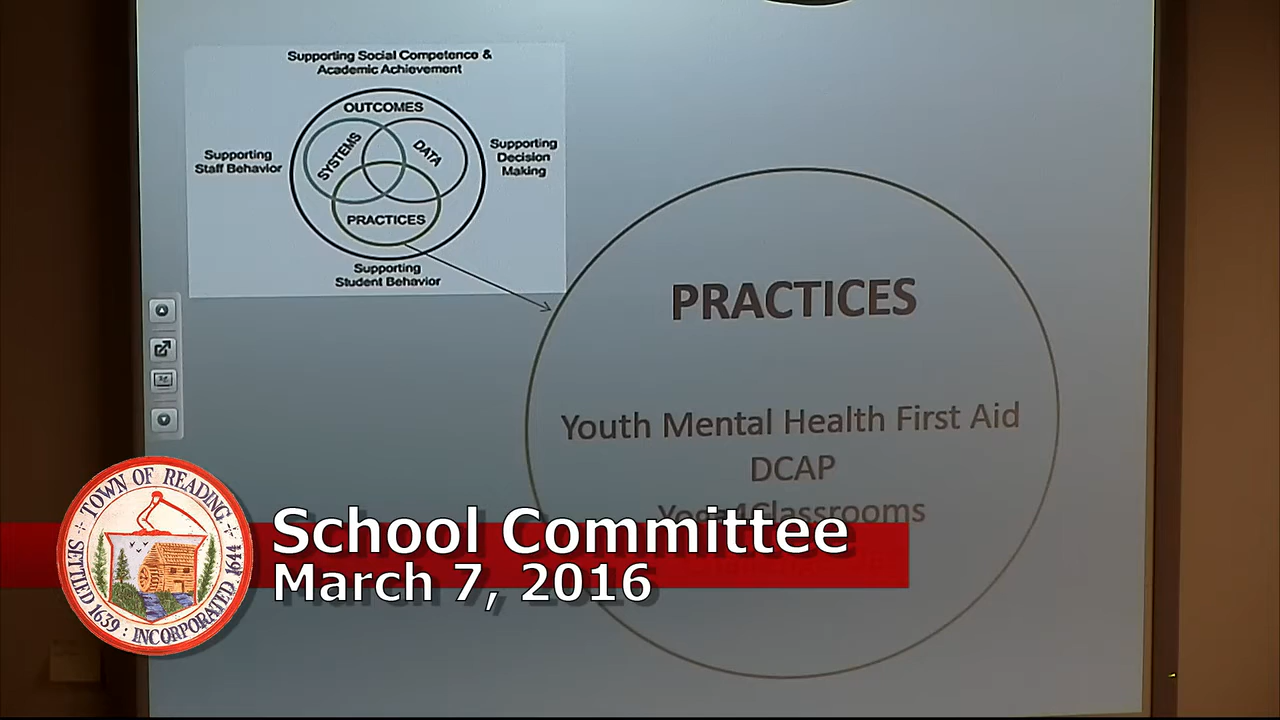 Supporting Social Competence &
Academic Achievement
OUTCOMES
Supporting
Staff Behavior
SYSTEMS
DATA
Supporting
Decision
Making
PRACTICES
Supporting
Student Behavior
PRACTICES
Youth Mental Health First Aid
DCAP
Yoga4Classrooms
School Committee
March 7, 2016
TOWN OF READING
SETTLED 1639 : INCORPORATED 1644